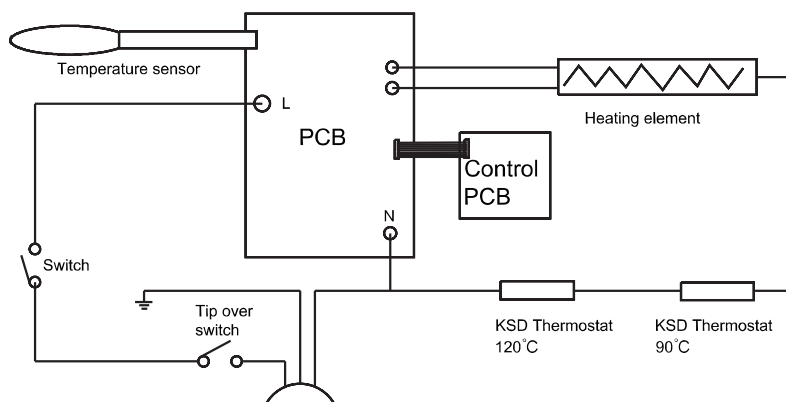 Temperature sensor
L
PCB
Heating element
Control
PCB
N
Switch
Tip over
switch
KSD Thermostat
120°C
KSD Thermostat
90°C